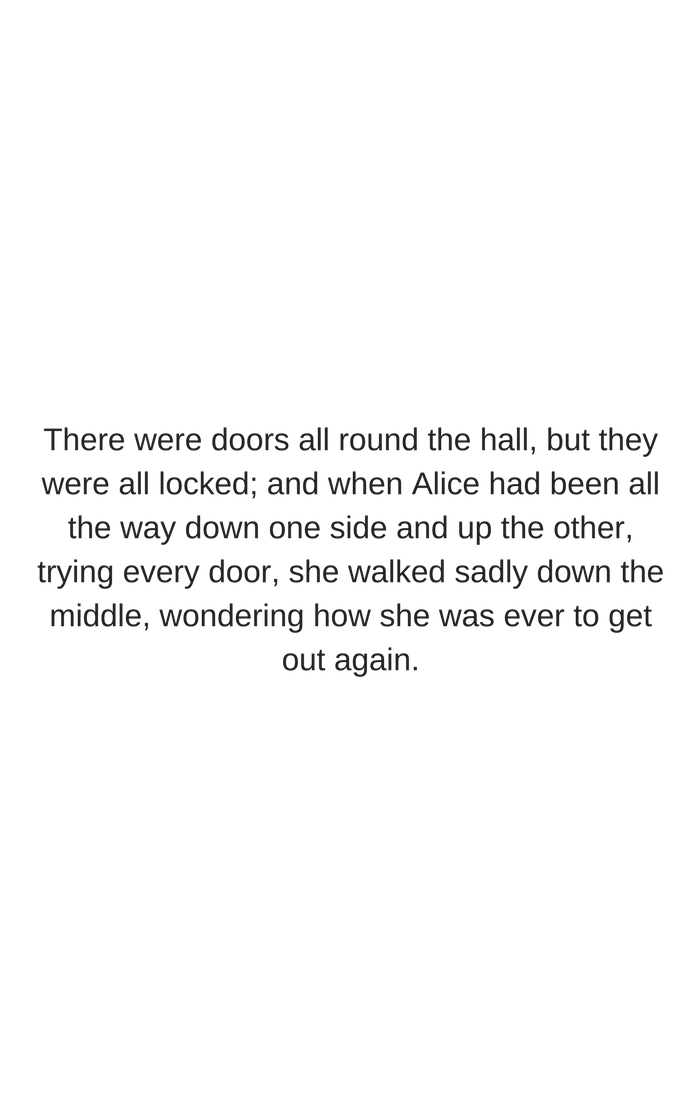 There were doors all round the hall, but they
were all locked; and when Alice had been all
the way down one side and up the other,
trying every door, she walked sadly down the
middle, wondering how she was ever to get
out again.